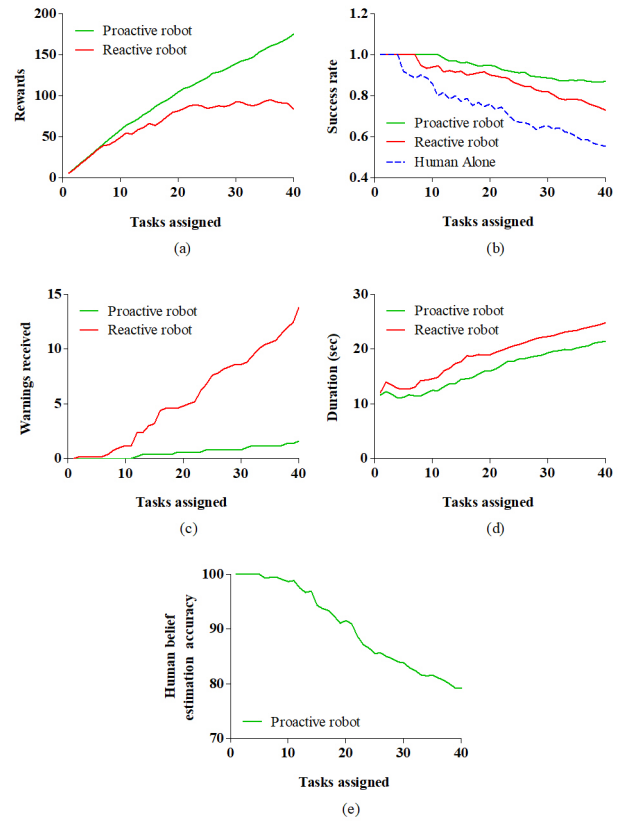 200
150
100
50
0
Rewards
Proactive robot
Reactive robot
0
10
20
30
40
Tasks assigned
(a)
1.2
1.0
0.8
0.6
0.4
Success rate
Proactive robot
Reactive robot
Human Alone
0
10
20
30
40
Tasks assigned
(b)
15
10
5
0
Warnings received
Proactive robot
Reactive robot
0
10
20
30
40
Tasks assigned
(c)
30
20
10
0
Duration (sec)
Proactive robot
Reactive robot
0
10
20
30
40
Tasks assigned
(d)
100
90
80
70
Human belief
estimation accuracy
Proactive robot
0
10
20
30
40
Tasks assigned
(e)